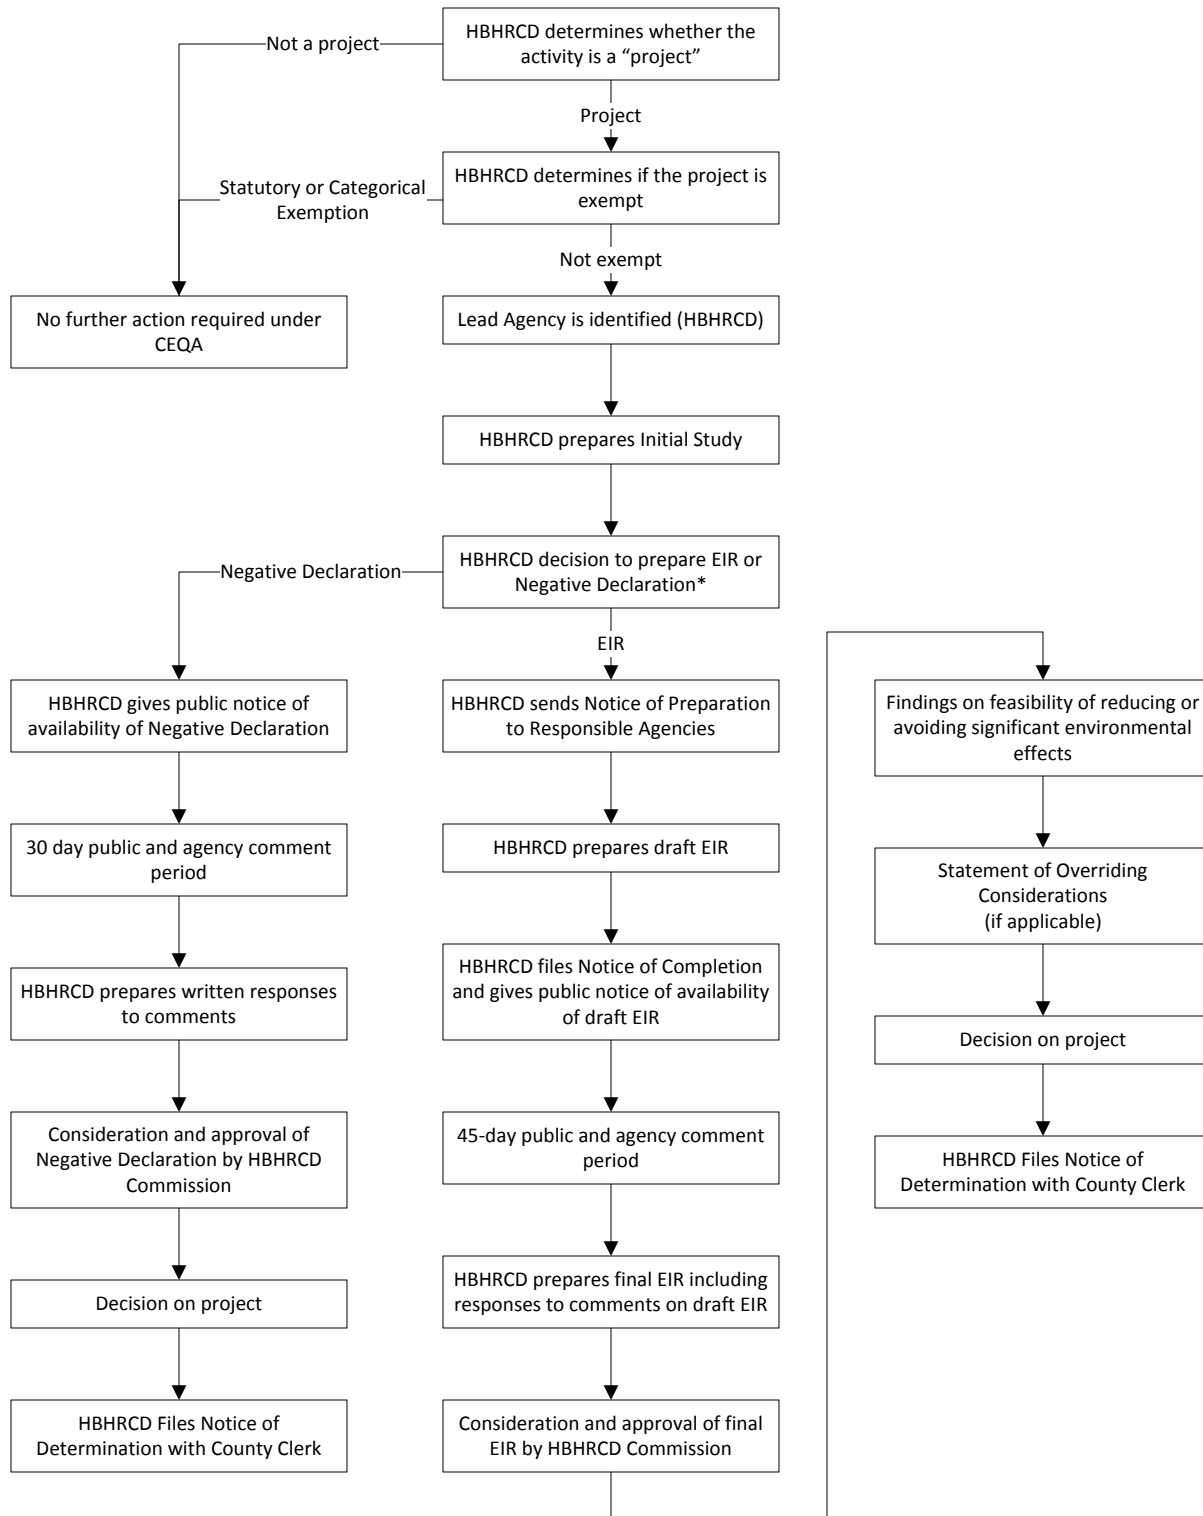 HBHRCD determines whether the
activity is a “project”
Not a project
Project
HBHRCD determines if the project is
exempt
Statutory or Categorical
Exemption
Not exempt
No further action required under
CEQA
Lead Agency is identified (HBHRCD)
HBHRCD prepares Initial Study
HBHRCD decision to prepare EIR or
Negative Declaration*
Negative Declaration
EIR
HBHRCD gives public notice of
availability of Negative Declaration
30 day public and agency comment
period
HBHRCD prepares written responses
to comments
Consideration and approval of
Negative Declaration by HBHRCD
Commission
Decision on project
HBHRCD Files Notice of
Determination with County Clerk
HBHRCD sends Notice of Preparation
to Responsible Agencies
HBHRCD prepares draft EIR
HBHRCD files Notice of Completion
and gives public notice of availability
of draft EIR
45-day public and agency comment
period
HBHRCD prepares final EIR including
responses to comments on draft EIR
Consideration and approval of final
EIR by HBHRCD Commission
Findings on feasibility of reducing or
avoiding significant environmental
effects
Statement of Overriding
Considerations
(if applicable)
Decision on project
HBHRCD Files Notice of
Determination with County Clerk